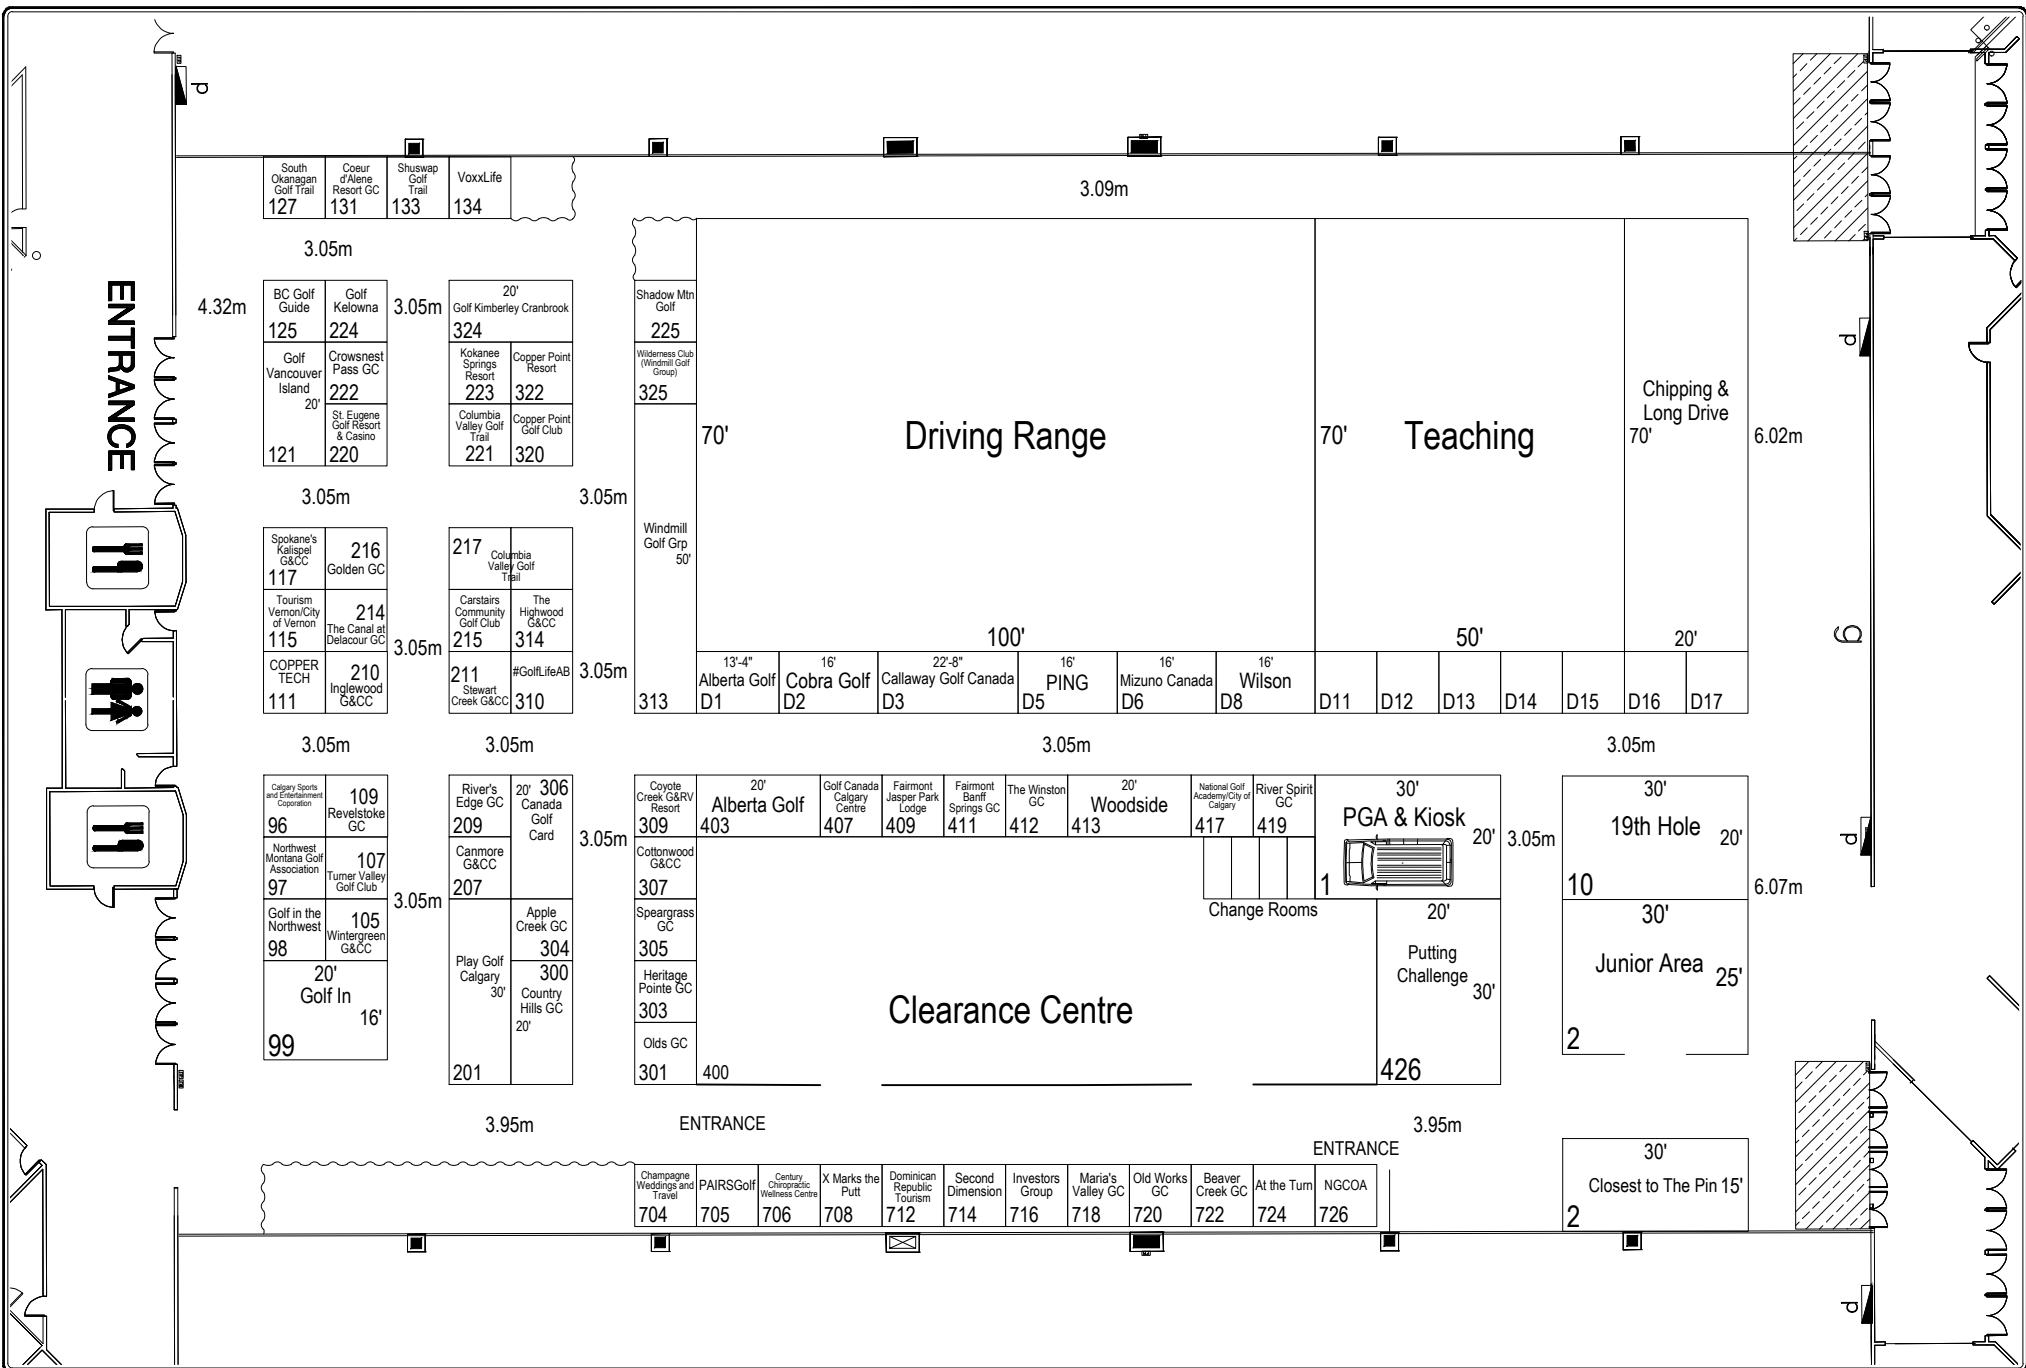 d
South
Okanagan
Golf Trail
127
Coeur
d'Alene
Resort GC
131
Shuswap
Golf
Trail
133
VoxxLife
134
3.09m
3.05m
ENTRANCE
4.32m
BC Golf
Guide
125
Golf
Kelowna
224
3.05m
20'
Golf Kimberley Cranbrook
324
Shadow Mtn
Golf
225
Golf
Vancouver
Island
20'
121
Crowsnest
Pass GC
222
St. Eugene
Golf Resort
& Casino
220
Kokanee
Springs
Resort
223
Copper Point
Resort
322
Columbia
Valley Golf
Trail
221
Copper Point
Golf Club
320
Wilderness Club
(Windmill Golf
Group)
325
70'
Driving Range
100'
70'
Teaching
50'
Chipping &
Long Drive
70'
20'
6.02m
d
3.05m
3.05m
Spokane's
Kalispel
G&CC
117
216
Golden GC
217
Columbia
Valley Golf
Trail
Windmill
Golf Grp
50'
313
Tourism
Vernon/City
of Vernon
115
214
The Canal at
Delacour GC
3.05m
Carstairs
Community
Golf Club
215
The
Highwood
G&CC
314
COPPER
TECH
111
210
Inglewood
G&CC
211
Stewart
Creek G&CC
#GolfLifeAB
310
3.05m
13'-4"
Alberta Golf
D1
16'
Cobra Golf
D2
22'-8"
Callaway Golf Canada
D3
16'
PING
D5
16'
Mizuno Canada
D6
16'
Wilson
D8
D11
D12
D13
D14
D15
D16
D17
g
3.05m
3.05m
3.05m
3.05m
Calgary Sports
and Entertainment
Coporation
96
109
Revelstoke
GC
River's
Edge GC
209
20'
306
Canada
Golf
Card
Coyote
Creek G&RV
Resort
309
20'
Alberta Golf
403
Golf Canada
Calgary
Centre
407
Fairmont
Jasper Park
Lodge
409
Fairmont
Banff
Springs GC
411
The Winston
GC
412
20'
Woodside
413
National Golf
Academy/City of
Calgary
417
River Spirit
GC
419
30'
PGA & Kiosk
20'
1
3.05m
30'
19th Hole
20'
10
d
Northwest
Montana Golf
Association
97
107
Turner Valley
Golf Club
Canmore
G&CC
207
3.05m
Cottonwood
G&CC
307
6.07m
Golf in the
Northwest
98
105
Wintergreen
G&CC
3.05m
Play Golf
Calgary
30'
201
Apple
Creek GC
304
Speargrass
GC
305
Change Rooms
20'
Putting
Challenge
30'
426
30'
Junior Area
25'
2
20'
Golf In
16'
99
300
Country
Hills GC
20'
Heritage
Pointe GC
303
Clearance Centre
400
Olds GC
301
3.95m
ENTRANCE
3.95m
ENTRANCE
Champagne
Weddings and
Travel
704
PAIRSGolf
705
Century
Chiropractic
Wellness Centre
706
X Marks the
Putt
708
Dominican
Republic
Tourism
712
Second
Dimension
714
Investors
Group
716
Maria's
Valley GC
718
Old Works
GC
720
Beaver
Creek GC
722
At the Turn
724
NGCOA
726
30'
Closest to The Pin 15'
2
d